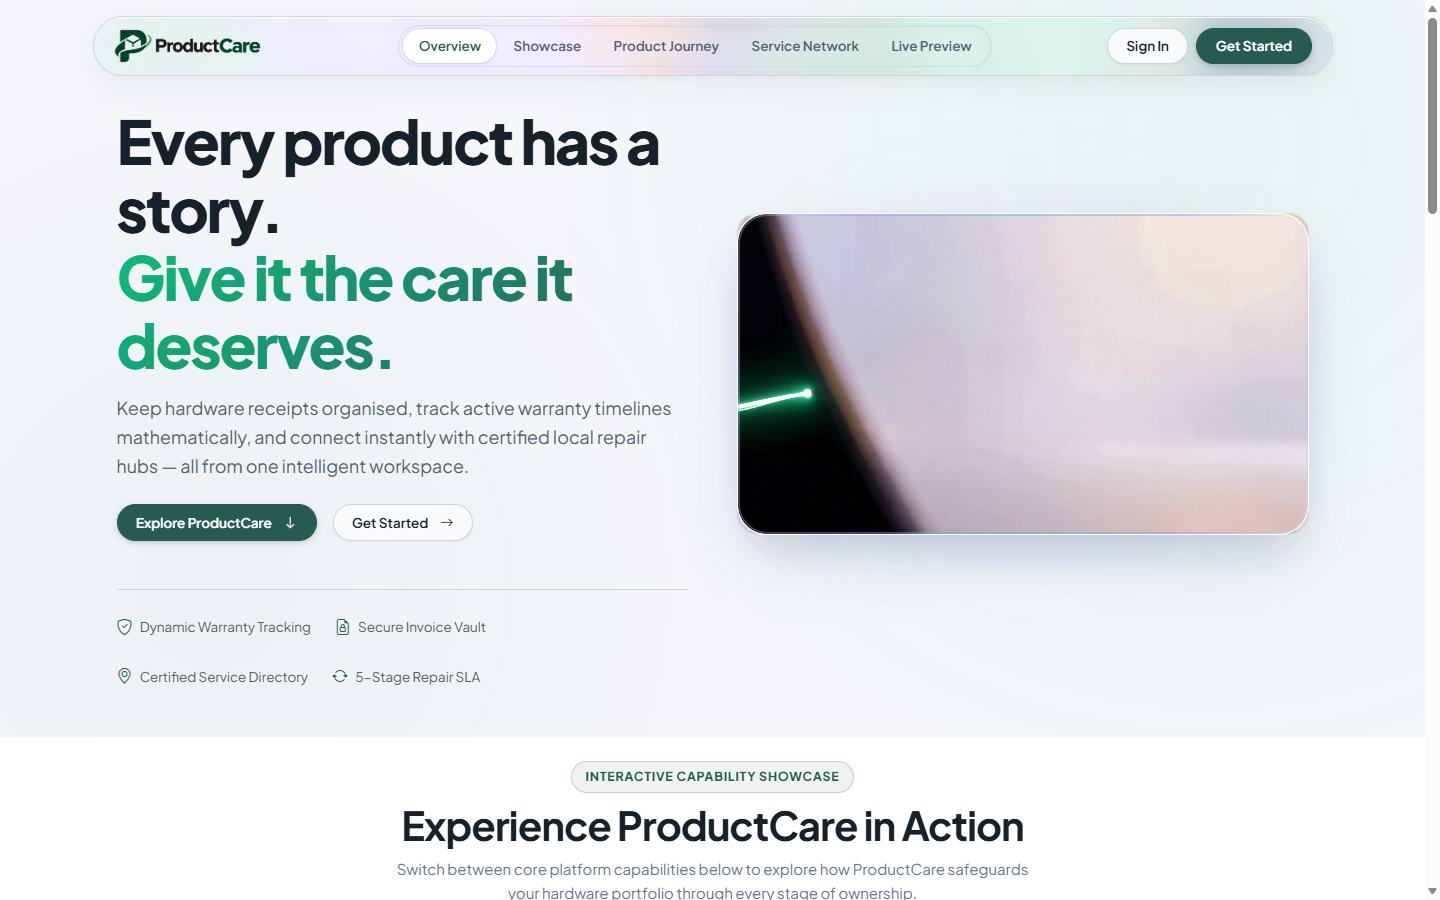 ProductCare
Overview
Showcase
Product Journey
Service Network
Live Preview
Sign In
Get Started
Every product has a
story.
Give it the care it
deserves.
Keep hardware receipts organised, track active warranty timelines
mathematically, and connect instantly with certified local repair
hubs — all from one intelligent workspace.
Explore ProductCare ↓
Get Started →
Dynamic Warranty Tracking
Secure Invoice Vault
Certified Service Directory
5-Stage Repair SLA
INTERACTIVE CAPABILITY SHOWCASE
Experience ProductCare in Action
Switch between core platform capabilities below to explore how ProductCare safeguards
your hardware portfolio through every stage of ownership.